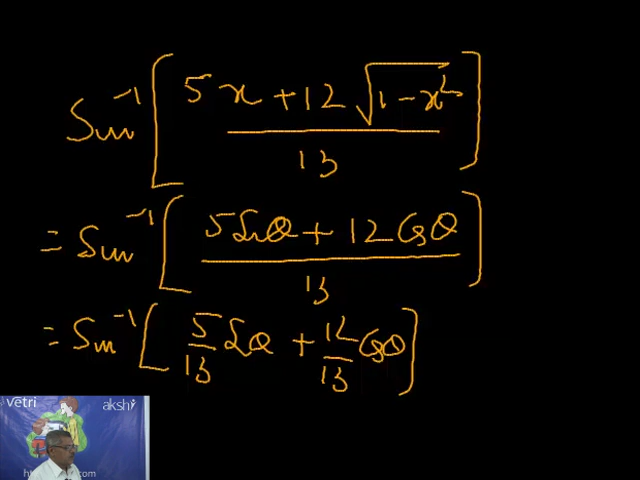 Sin⁻¹ [ (5x + 12 √(1 − x²)) / 13 ]
= Sin⁻¹ [ (5 Sinθ + 12 Cosθ) / 13 ]
= Sin⁻¹ [ 5/13 Sinθ + 12/13 Cosθ ]
vetri akshi